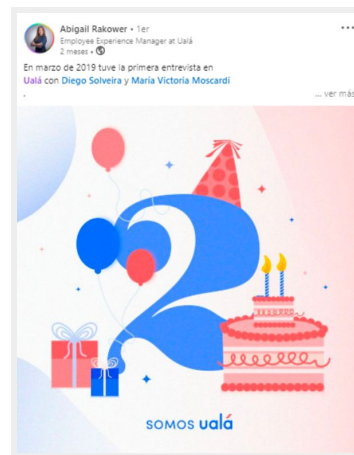 Abigail Rakower • 1er
Employee Experience Manager at Ualá
2 meses •
En marzo de 2019 tuve la primera entrevista en
Ualá con Diego Solveira y María Victoria Moscardi
.
... ver más
2
SOMOS ualá